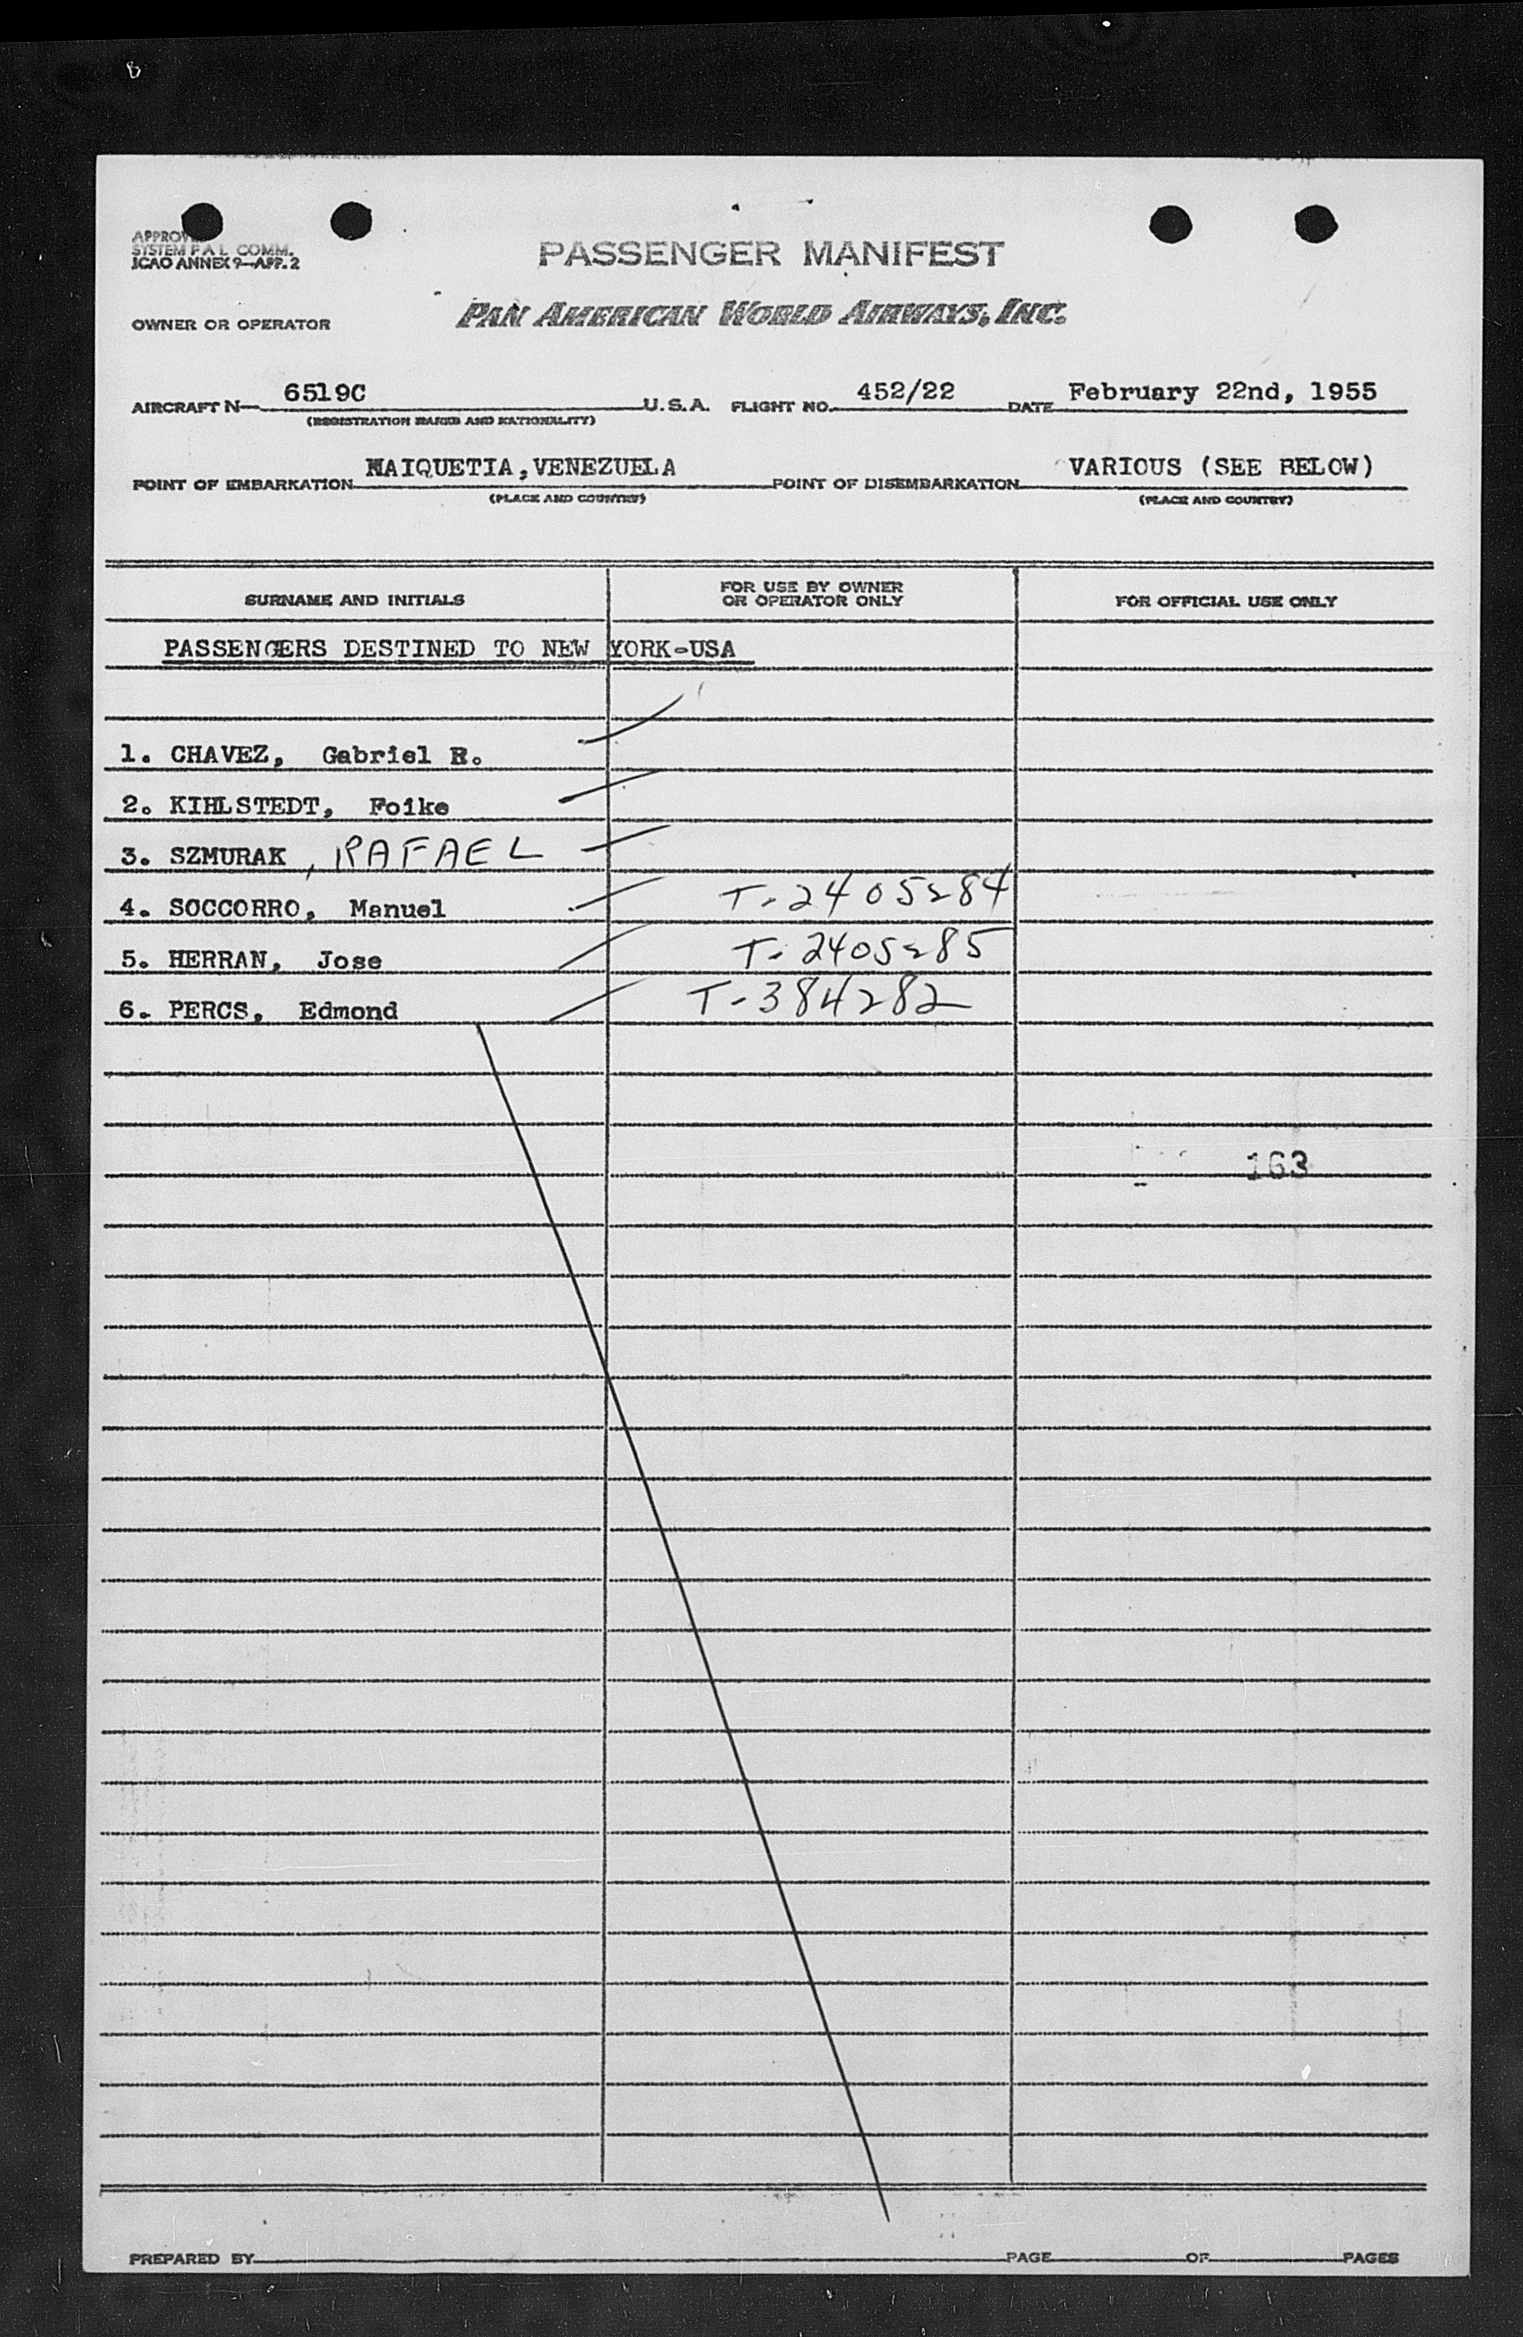 B
APPROV
SYSTEM F A L COMM.
ICAO ANNEX 9—APP. 2
PASSENGER MANIFEST
OWNER OR OPERATOR PAN AMERICAN WORLD AIRWAYS, INC.
AIRCRAFT N— 6519C U.S.A. FLIGHT NO. 452/22 DATE February 22nd, 1955
(REGISTRATION MARKS AND NATIONALITY)
POINT OF EMBARKATION MAIQUETIA, VENEZUELA POINT OF DISEMBARKATION VARIOUS (SEE BELOW)
(PLACE AND COUNTRY) (PLACE AND COUNTRY)
SURNAME AND INITIALS FOR USE BY OWNER OR OPERATOR ONLY FOR OFFICIAL USE ONLY
PASSENGERS DESTINED TO NEW YORK-USA
1. CHAVEZ, Gabriel R.
2. KIHLSTEDT, Folke
3. SZMURAK, RAFAEL
4. SOCCORRO, Manuel T-2405284
5. HERRAN, Jose T-2405285
6. PERCS, Edmond T-384282
163
PREPARED BY PAGE OF PAGES